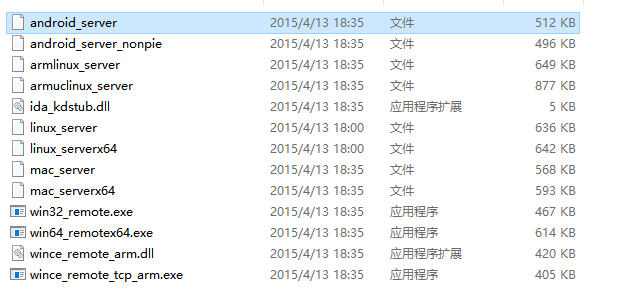 android_server 2015/4/13 18:35 文件 512 KB
android_server_nonpie 2015/4/13 18:35 文件 496 KB
armlinux_server 2015/4/13 18:35 文件 649 KB
armuclinux_server 2015/4/13 18:35 文件 877 KB
ida_kdstub.dll 2015/4/13 18:35 应用程序扩展 5 KB
linux_server 2015/4/13 18:00 文件 636 KB
linux_serverx64 2015/4/13 18:00 文件 642 KB
mac_server 2015/4/13 18:35 文件 568 KB
mac_serverx64 2015/4/13 18:35 文件 593 KB
win32_remote.exe 2015/4/13 18:35 应用程序 467 KB
win64_remotex64.exe 2015/4/13 18:35 应用程序 614 KB
wince_remote_arm.dll 2015/4/13 18:35 应用程序扩展 420 KB
wince_remote_tcp_arm.exe 2015/4/13 18:35 应用程序 405 KB